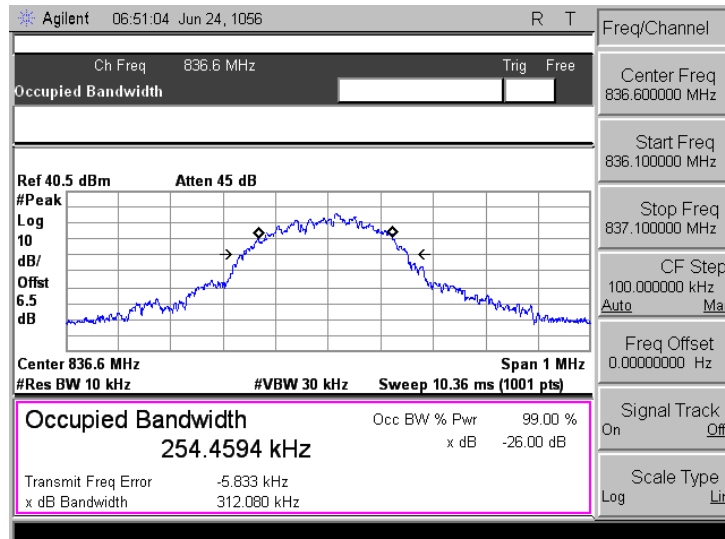 Agilent 06:51:04 Jun 24, 1056 R T
Ch Freq 836.6 MHz Trig Free
Occupied Bandwidth
Ref 40.5 dBm Atten 45 dB
#Peak
Log
10
dB/
Offst
6.5
dB
Center 836.6 MHz Span 1 MHz
#Res BW 10 kHz #VBW 30 kHz Sweep 10.36 ms (1001 pts)
Occupied Bandwidth
254.4594 kHz
Occ BW % Pwr 99.00 %
x dB -26.00 dB
Transmit Freq Error -5.833 kHz
x dB Bandwidth 312.080 kHz
Freq/Channel
Center Freq
836.600000 MHz
Start Freq
836.100000 MHz
Stop Freq
837.100000 MHz
CF Step
100.000000 kHz
Auto Ma
Freq Offset
0.00000000 Hz
Signal Track
On Off
Scale Type
Log Lin